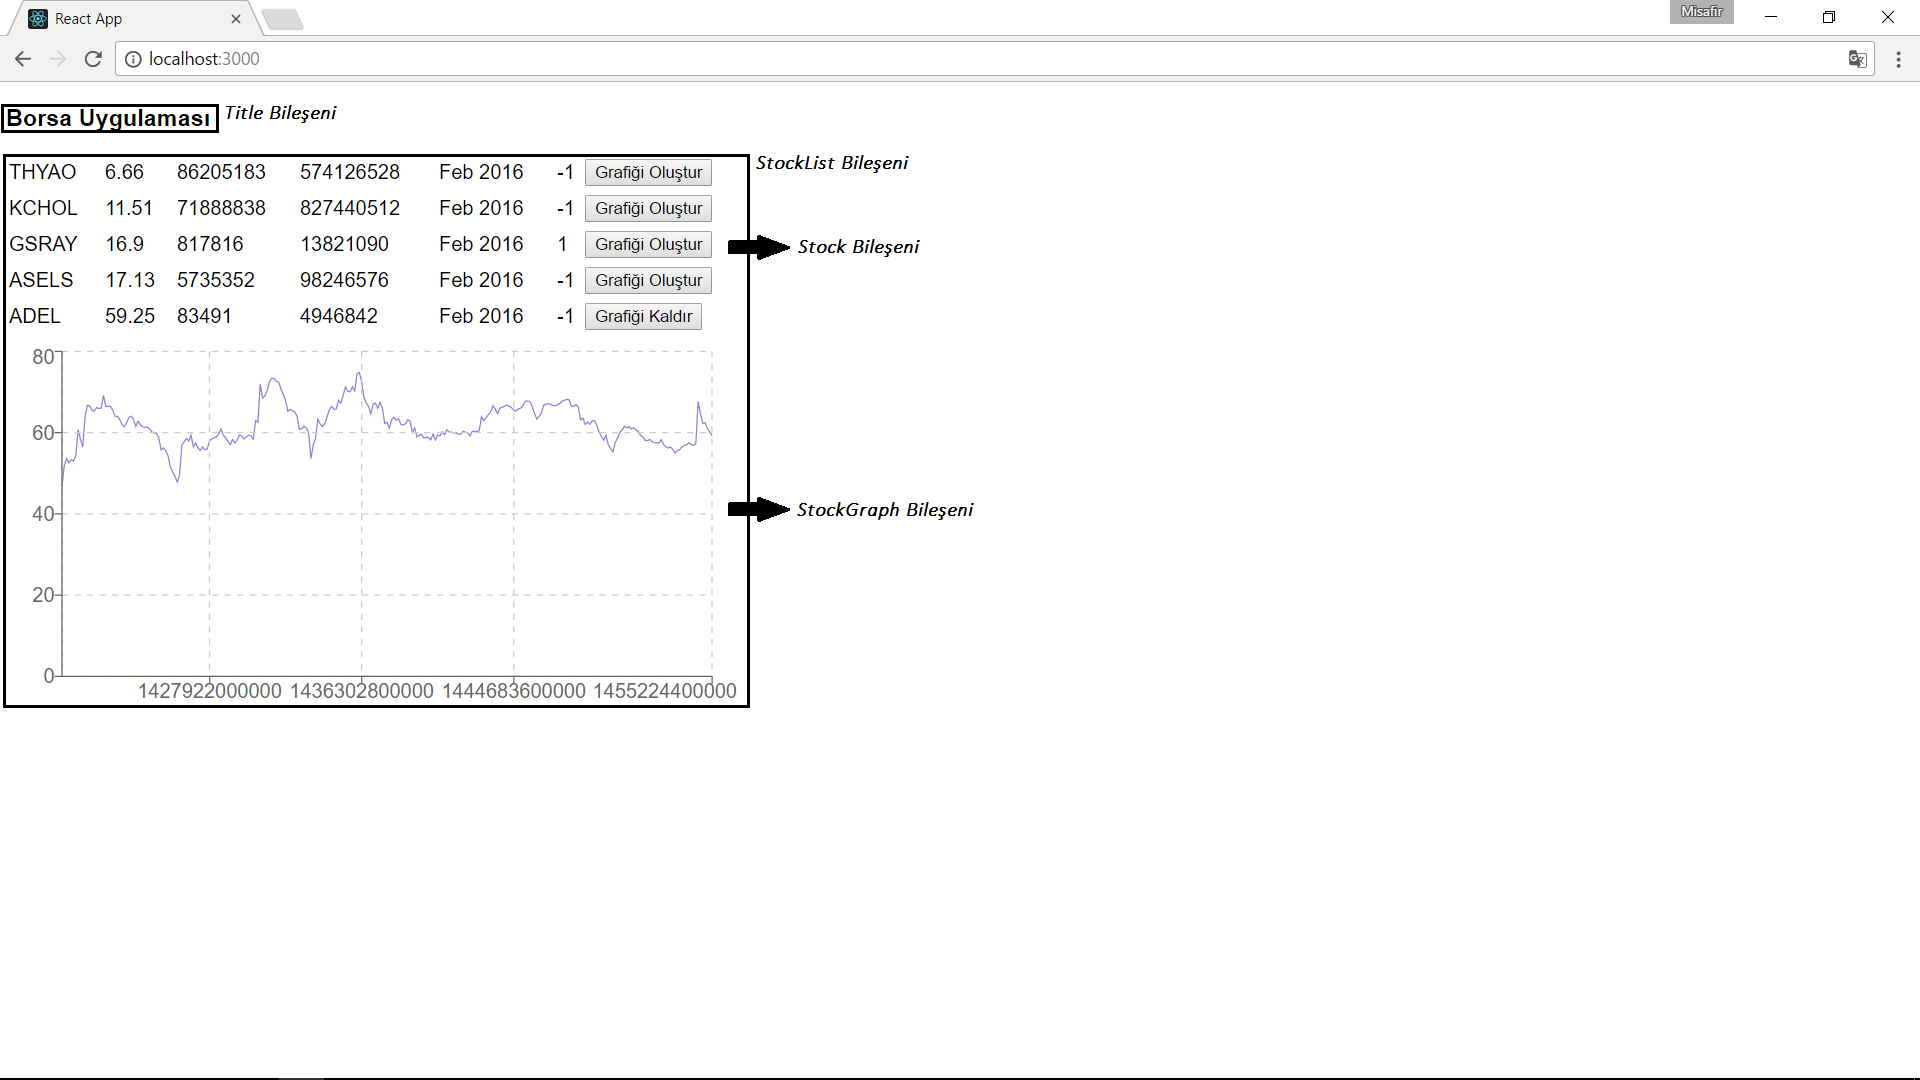 React App
Misafir
localhost:3000
Borsa Uygulaması Title Bileşeni
StockList Bileşeni
THYAO 6.66 86205183 574126528 Feb 2016 -1 Grafiği Oluştur
KCHOL 11.51 71888838 827440512 Feb 2016 -1 Grafiği Oluştur
GSRAY 16.9 817816 13821090 Feb 2016 1 Grafiği Oluştur Stock Bileşeni
ASELS 17.13 5735352 98246576 Feb 2016 -1 Grafiği Oluştur
ADEL 59.25 83491 4946842 Feb 2016 -1 Grafiği Kaldır
80
60
40 StockGraph Bileşeni
20
0
1427922000000 1436302800000 1444683600000 1455224400000